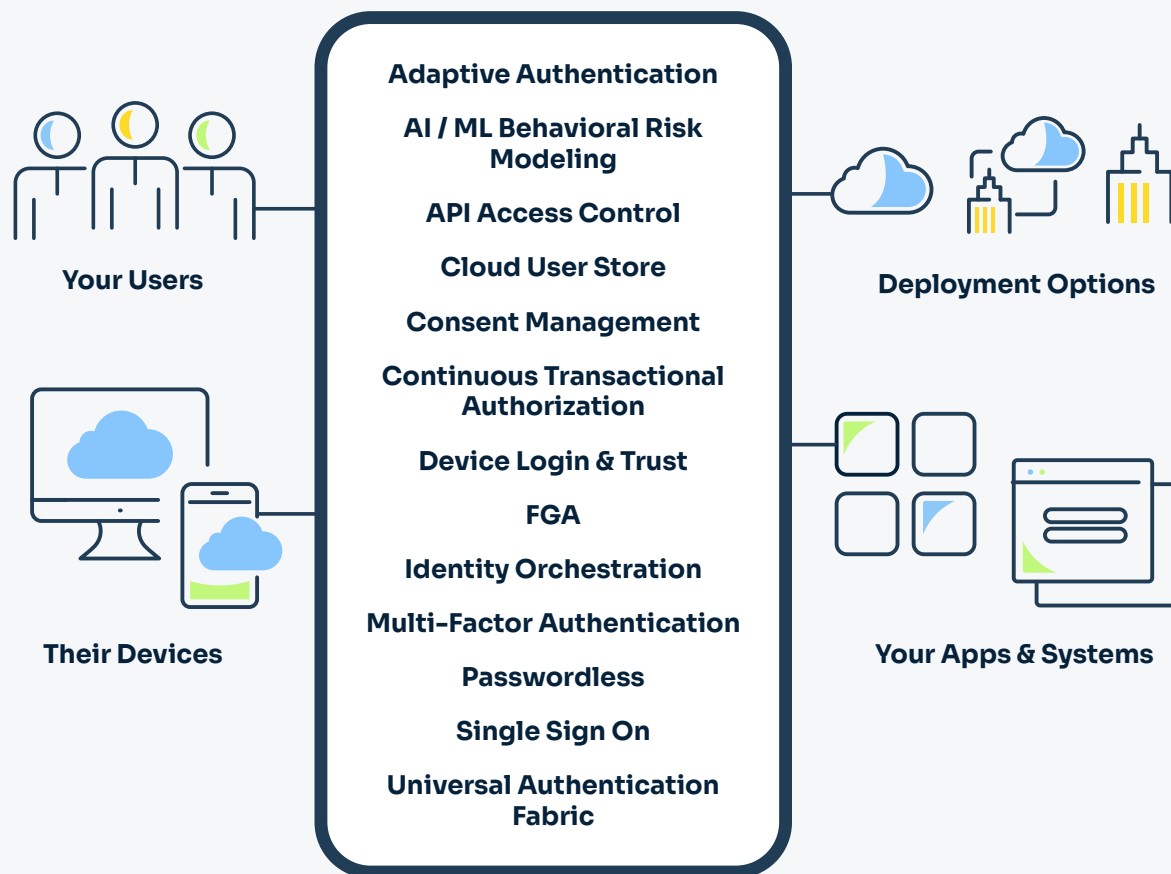 Adaptive Authentication
AI / ML Behavioral Risk
Modeling
API Access Control
Cloud User Store
Consent Management
Continuous Transactional
Authorization
Device Login & Trust
FGA
Identity Orchestration
Multi-Factor Authentication
Passwordless
Single Sign On
Universal Authentication
Fabric
Your Users
Their Devices
Deployment Options
Your Apps & Systems